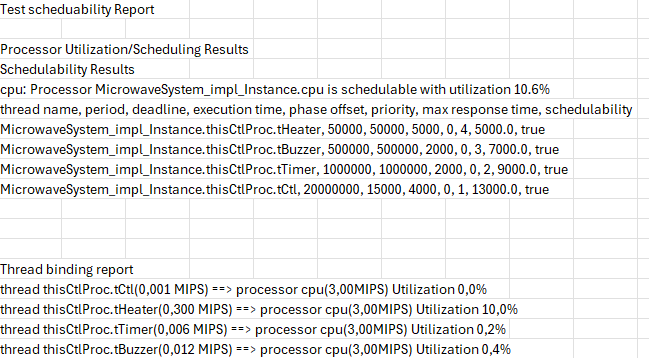 Test scheduability Report
Processor Utilization/Scheduling Results
Schedulability Results
cpu: Processor MicrowaveSystem_impl_Instance.cpu is schedulable with utilization 10.6%
thread name, period, deadline, execution time, phase offset, priority, max response time, schedulability
MicrowaveSystem_impl_Instance.thisCtlProc.tHeater, 50000, 50000, 5000, 0, 4, 5000.0, true
MicrowaveSystem_impl_Instance.thisCtlProc.tBuzzer, 500000, 500000, 2000, 0, 3, 7000.0, true
MicrowaveSystem_impl_Instance.thisCtlProc.tTimer, 1000000, 1000000, 2000, 0, 2, 9000.0, true
MicrowaveSystem_impl_Instance.thisCtlProc.tCtl, 20000000, 15000, 4000, 0, 1, 13000.0, true
Thread binding report
thread thisCtlProc.tCtl(0,001 MIPS) ==> processor cpu(3,00MIPS) Utilization 0,0%
thread thisCtlProc.tHeater(0,300 MIPS) ==> processor cpu(3,00MIPS) Utilization 10,0%
thread thisCtlProc.tTimer(0,006 MIPS) ==> processor cpu(3,00MIPS) Utilization 0,2%
thread thisCtlProc.tBuzzer(0,012 MIPS) ==> processor cpu(3,00MIPS) Utilization 0,4%